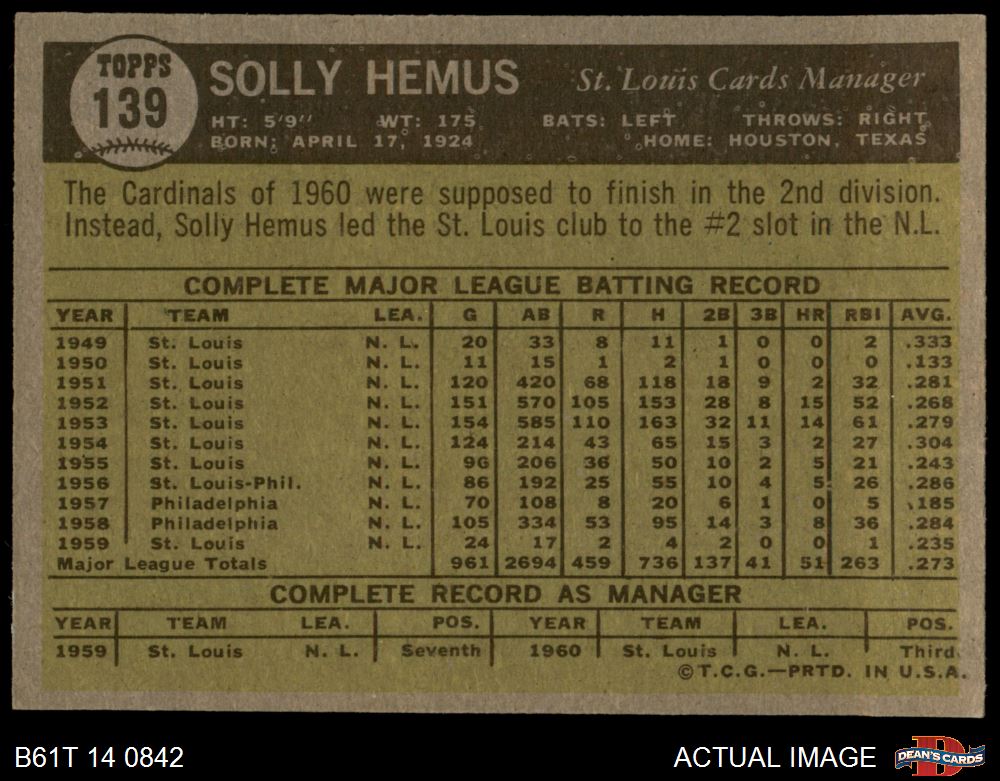 TOPPS
139
SOLLY HEMUS St. Louis Cards Manager
HT: 5'9" WT: 175 BATS: LEFT THROWS: RIGHT
BORN: APRIL 17, 1924 HOME: HOUSTON, TEXAS
The Cardinals of 1960 were supposed to finish in the 2nd division.
Instead, Solly Hemus led the St. Louis club to the #2 slot in the N.L.
COMPLETE MAJOR LEAGUE BATTING RECORD
YEAR TEAM LEA. G AB R H 2B 3B HR RBI AVG.
1949 St. Louis N. L. 20 33 8 11 1 0 0 2 .333
1950 St. Louis N. L. 11 15 1 2 1 0 0 0 .133
1951 St. Louis N. L. 120 420 68 118 18 9 2 32 .281
1952 St. Louis N. L. 151 570 105 153 28 8 15 52 .268
1953 St. Louis N. L. 154 585 110 163 32 11 14 61 .279
1954 St. Louis N. L. 124 214 43 65 15 3 2 27 .304
1955 St. Louis N. L. 96 206 36 50 10 2 5 21 .243
1956 St. Louis-Phil. N. L. 86 192 25 55 10 4 5 26 .286
1957 Philadelphia N. L. 70 108 8 20 6 1 0 5 .185
1958 Philadelphia N. L. 105 334 53 95 14 3 8 36 .284
1959 St. Louis N. L. 24 17 2 4 2 0 0 1 .235
Major League Totals 961 2694 459 736 137 41 51 263 .273
COMPLETE RECORD AS MANAGER
YEAR TEAM LEA. POS. YEAR TEAM LEA. POS.
1959 St. Louis N. L. Seventh 1960 St. Louis N. L. Third
©T.C.G.—PRTD. IN U.S.A.
B61T 14 0842 ACTUAL IMAGE D DEAN'S CARDS